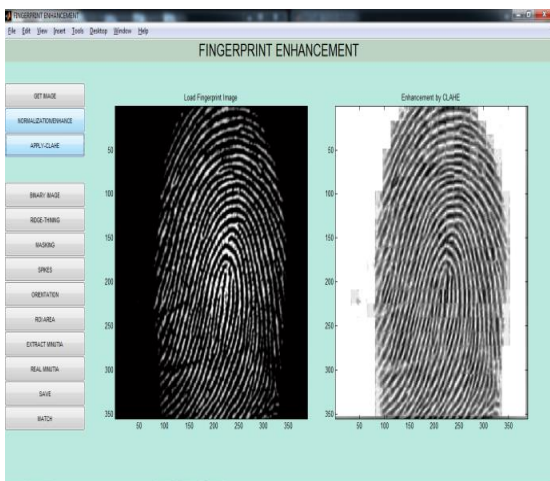 FINGERPRINT ENHANCEMENT
File Edit View Insert Tools Desktop Window Help
FINGERPRINT ENHANCEMENT
GET IMAGE
NORMALIZATION/ENHANCE
APPLY-CLAHE
BINARY IMAGE
RIDGE-THINING
MASKING
SPIKES
ORIENTATION
ROI AREA
EXTRACT MINUTIA
REAL MINUTIA
SAVE
MATCH
Load Fingerprint Image
50
100
150
200
250
300
350
50 100 150 200 250 300 350
Enhancement by CLAHE
50
100
150
200
250
300
350
50 100 150 200 250 300 350